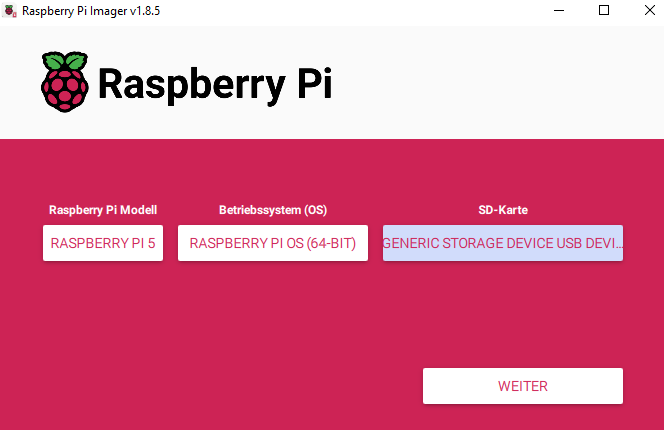 Raspberry Pi Imager v1.8.5
Raspberry Pi
Raspberry Pi Modell
Betriebssystem (OS)
SD-Karte
RASPBERRY PI 5
RASPBERRY PI OS (64-BIT)
GENERIC STORAGE DEVICE USB DEVI...
WEITER